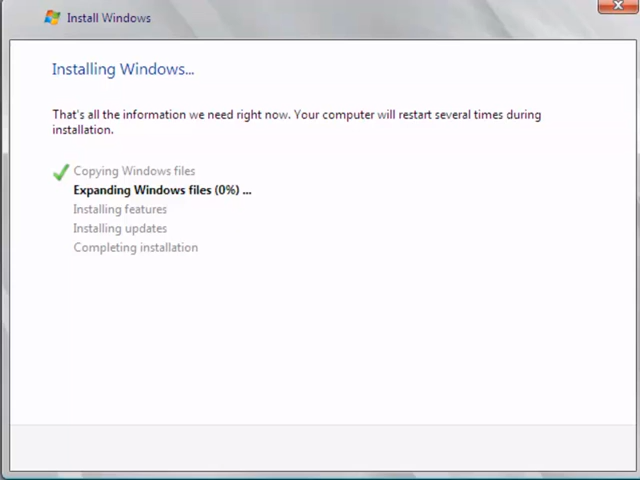 Install Windows
Installing Windows...
That's all the information we need right now. Your computer will restart several times during
installation.
Copying Windows files
Expanding Windows files (0%) ...
Installing features
Installing updates
Completing installation